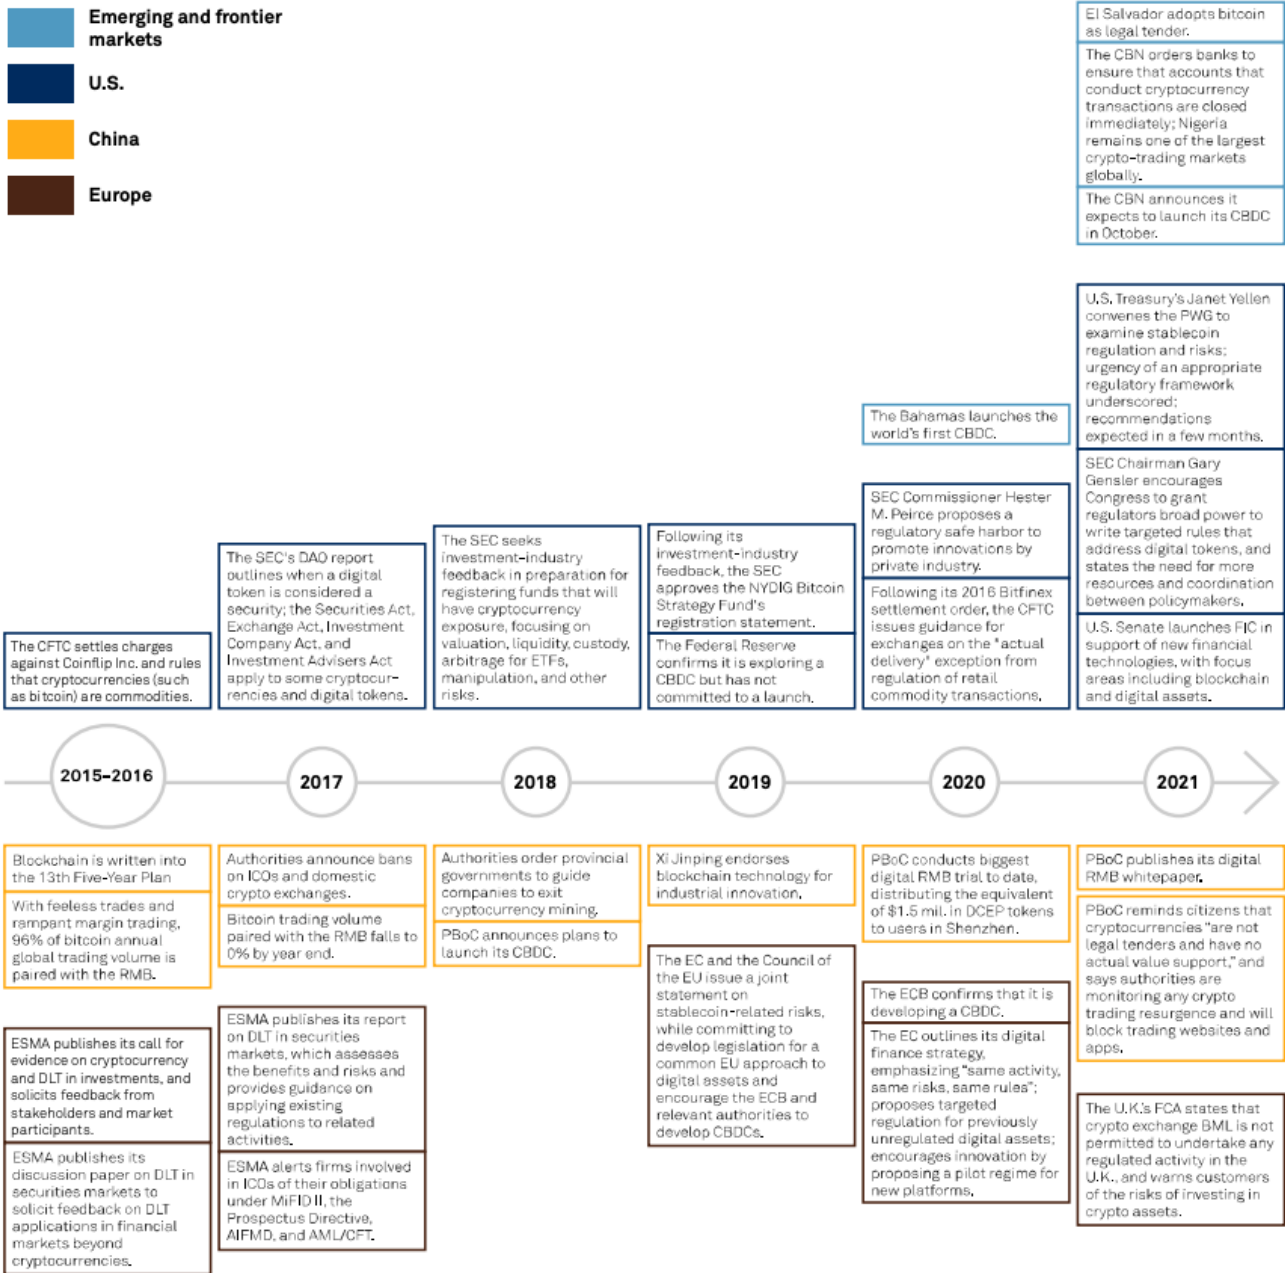 Emerging and frontier
markets
U.S.
China
Europe
El Salvador adopts bitcoin
as legal tender.
The CBN orders banks to
ensure that accounts that
conduct cryptocurrency
transactions are closed
immediately; Nigeria
remains one of the largest
crypto-trading markets
globally.
The CBN announces it
expects to launch its CBDC
in October.
U.S. Treasury's Janet Yellen
convenes the PWG to
examine stablecoin
regulation and risks;
urgency of an appropriate
regulatory framework
underscored;
recommendations
expected in a few months.
SEC Chairman Gary
Gensler encourages
Congress to grant
regulators broad power to
write targeted rules that
address digital tokens, and
states the need for more
resources and coordination
between policymakers.
U.S. Senate launches FIC in
support of new financial
technologies, with focus
areas including blockchain
and digital assets.
The Bahamas launches the
world's first CBDC.
SEC Commissioner Hester
M. Peirce proposes a
regulatory safe harbor to
promote innovations by
private industry.
Following its 2016 Bitfinex
settlement order, the CFTC
issues guidance for
exchanges on the "actual
delivery" exception from
regulation of retail
commodity transactions.
Following its
investment-industry
feedback, the SEC
approves the NYDIG Bitcoin
Strategy Fund's
registration statement.
The Federal Reserve
confirms it is exploring a
CBDC but has not
committed to a launch.
The SEC seeks
investment-industry
feedback in preparation for
registering funds that will
have cryptocurrency
exposure, focusing on
valuation, liquidity, custody,
arbitrage for ETFs,
manipulation, and other
risks.
The SEC's DAO report
outlines when a digital
token is considered a
security; the Securities Act,
Exchange Act, Investment
Company Act, and
Investment Advisers Act
apply to some cryptocur-
rencies and digital tokens.
The CFTC settles charges
against Coinflip Inc. and rules
that cryptocurrencies (such
as bitcoin) are commodities.
2015–2016
2017
2018
2019
2020
2021
Blockchain is written into
the 13th Five-Year Plan
With feeless trades and
rampant margin trading,
96% of bitcoin annual
global trading volume is
paired with the RMB.
Authorities announce bans
on ICOs and domestic
crypto exchanges.
Bitcoin trading volume
paired with the RMB falls to
0% by year end.
Authorities order provincial
governments to guide
companies to exit
cryptocurrency mining.
PBoC announces plans to
launch its CBDC.
Xi Jinping endorses
blockchain technology for
industrial innovation.
PBoC conducts biggest
digital RMB trial to date,
distributing the equivalent
of $1.5 mil. in DCEP tokens
to users in Shenzhen.
PBoC publishes its digital
RMB whitepaper.
PBoC reminds citizens that
cryptocurrencies "are not
legal tenders and have no
actual value support," and
says authorities are
monitoring any crypto
trading resurgence and will
block trading websites and
apps.
ESMA publishes its call for
evidence on cryptocurrency
and DLT in investments, and
solicits feedback from
stakeholders and market
participants.
ESMA publishes its
discussion paper on DLT in
securities markets to
solicit feedback on DLT
applications in financial
markets beyond
cryptocurrencies.
ESMA publishes its report
on DLT in securities
markets, which assesses
the benefits and risks and
provides guidance on
applying existing
regulations to related
activities.
ESMA alerts firms involved
in ICOs of their obligations
under MiFID II, the
Prospectus Directive,
AIFMD, and AML/CFT.
The EC and the Council of
the EU issue a joint
statement on
stablecoin-related risks,
while committing to
develop legislation for a
common EU approach to
digital assets and
encourage the ECB and
relevant authorities to
develop CBDCs.
The ECB confirms that it is
developing a CBDC.
The EC outlines its digital
finance strategy,
emphasizing "same activity,
same risks, same rules";
proposes targeted
regulation for previously
unregulated digital assets;
encourages innovation by
proposing a pilot regime for
new platforms.
The U.K.'s FCA states that
crypto exchange BML is not
permitted to undertake any
regulated activity in the
U.K., and warns customers
of the risks of investing in
crypto assets.